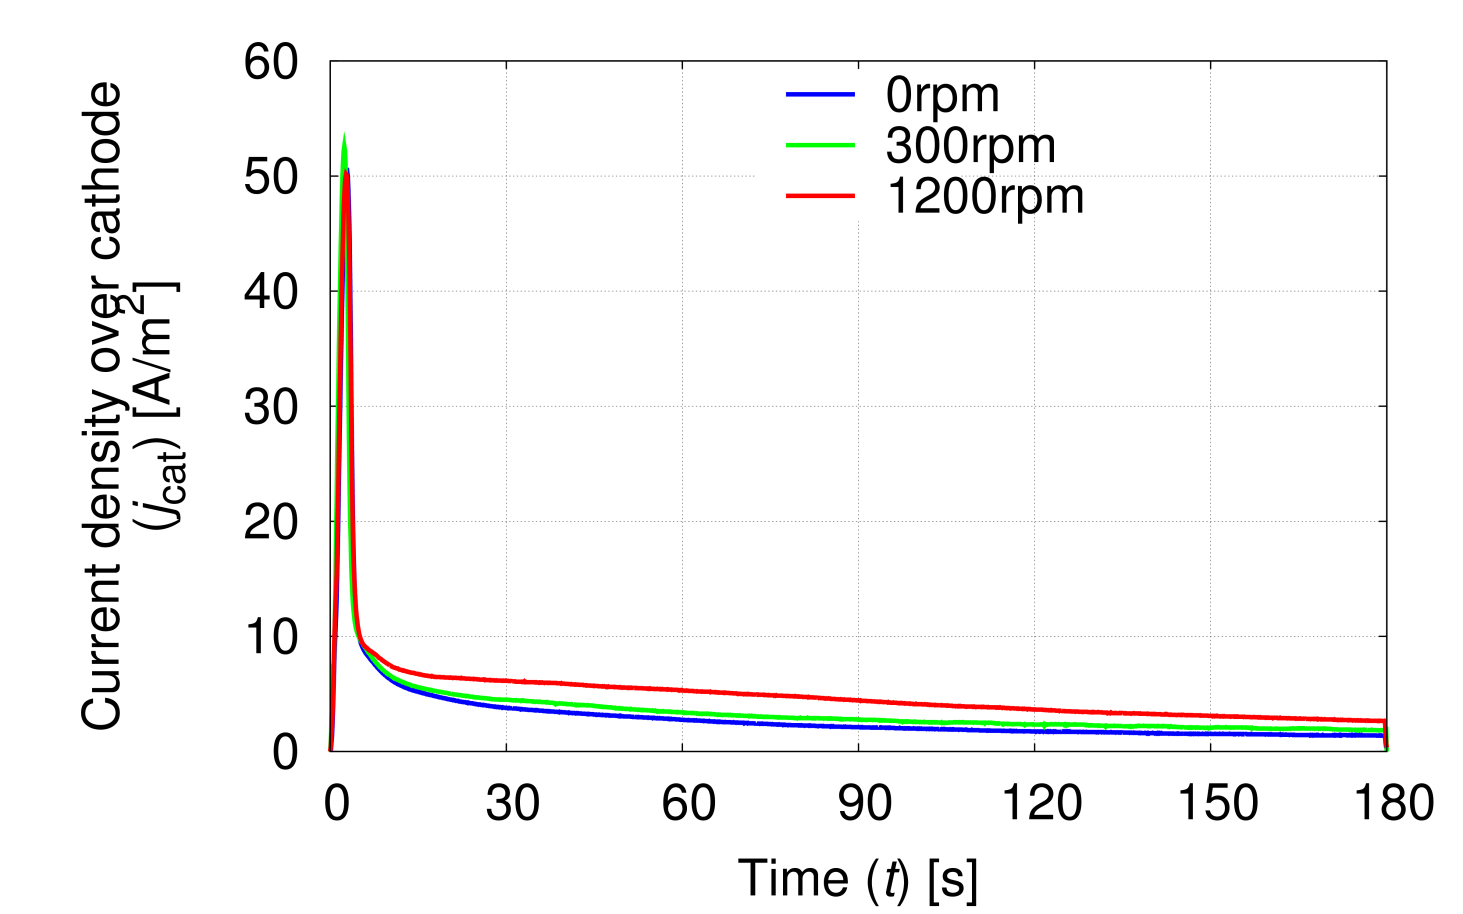 60
50
40
30
20
10
0
0 30 60 90 120 150 180
Current density over cathode
(jcat) [A/m2]
Time (t) [s]
0rpm
300rpm
1200rpm